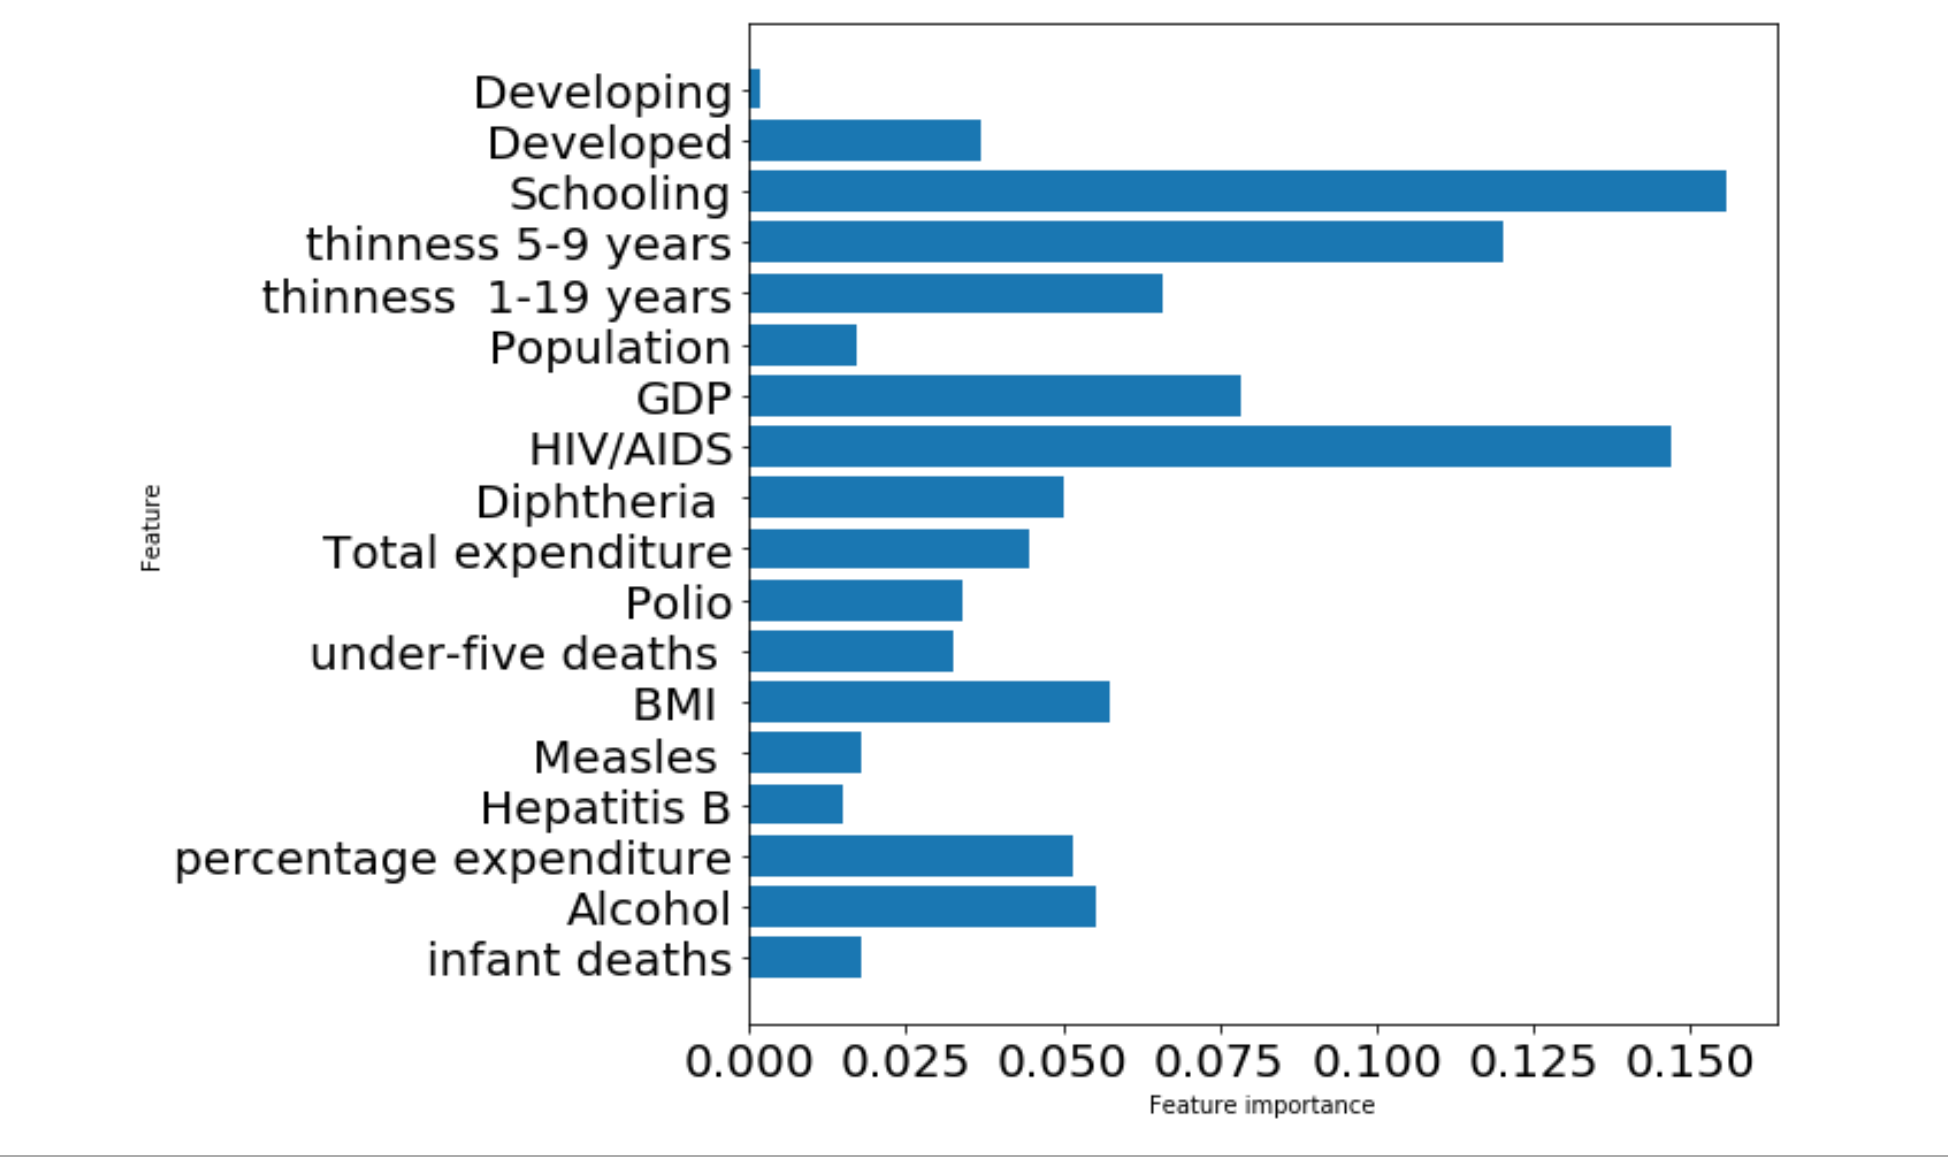 Developing
Developed
Schooling
thinness 5-9 years
thinness  1-19 years
Population
GDP
HIV/AIDS
Diphtheria
Total expenditure
Polio
under-five deaths
BMI
Measles
Hepatitis B
percentage expenditure
Alcohol
infant deaths
Feature
0.000 0.025 0.050 0.075 0.100 0.125 0.150
Feature importance